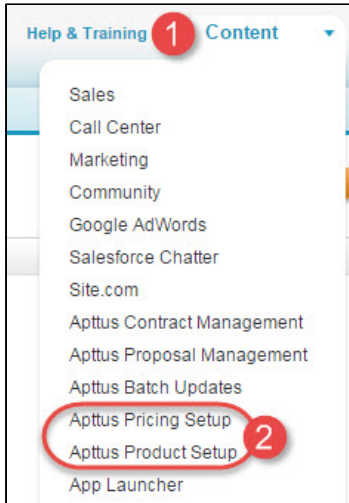 Help & Training 1 Content
Sales
Call Center
Marketing
Community
Google AdWords
Salesforce Chatter
Site.com
Apttus Contract Management
Apttus Proposal Management
Apttus Batch Updates
Apttus Pricing Setup
2
Apttus Product Setup
App Launcher